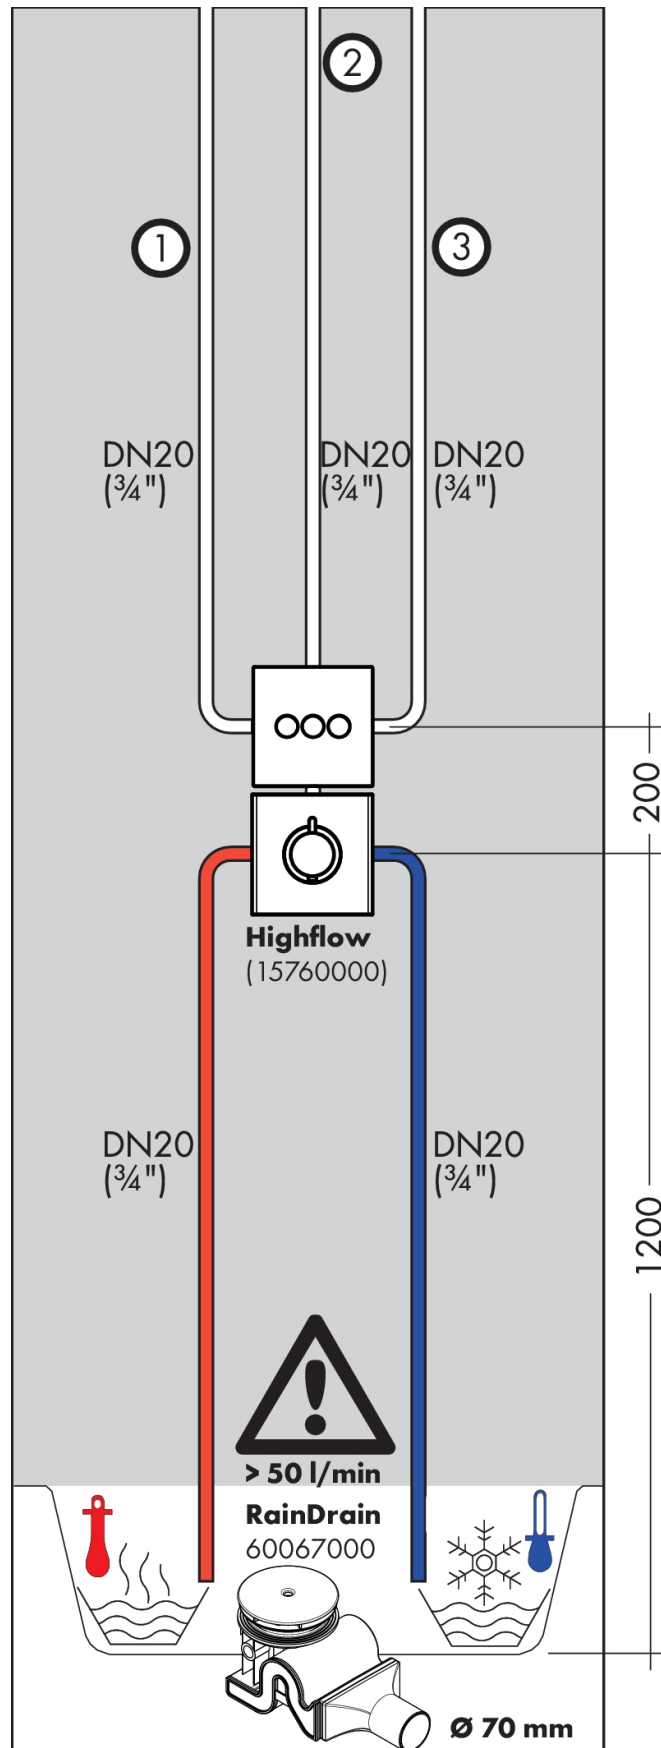 2
1
3
DN20
(¾")
DN20
(¾")
DN20
(¾")
200
Highflow
(15760000)
DN20
(¾")
DN20
(¾")
1200
> 50 l/min
RainDrain
60067000
Ø 70 mm